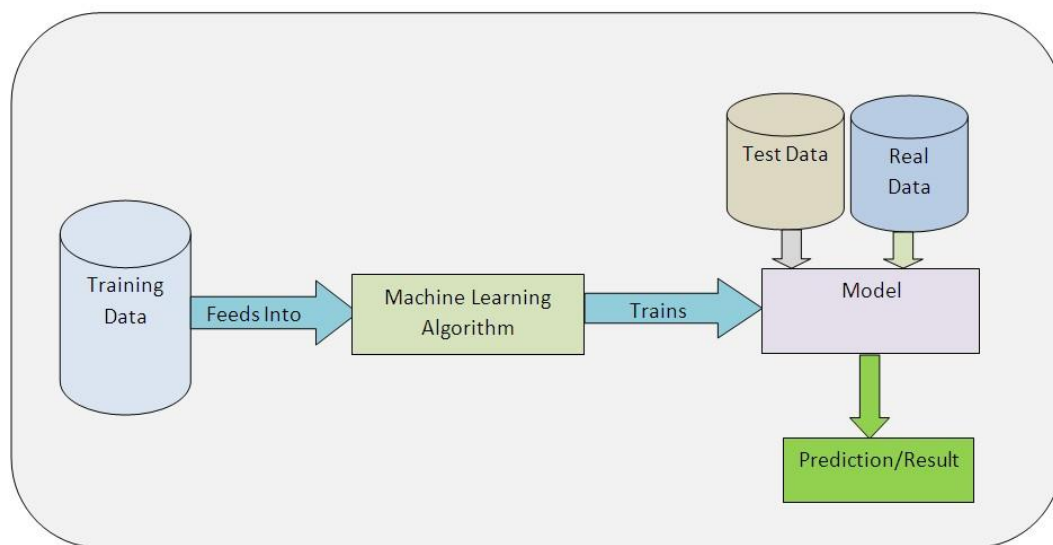 Training
Data
Feeds Into
Machine Learning
Algorithm
Trains
Test Data
Real
Data
Model
Prediction/Result